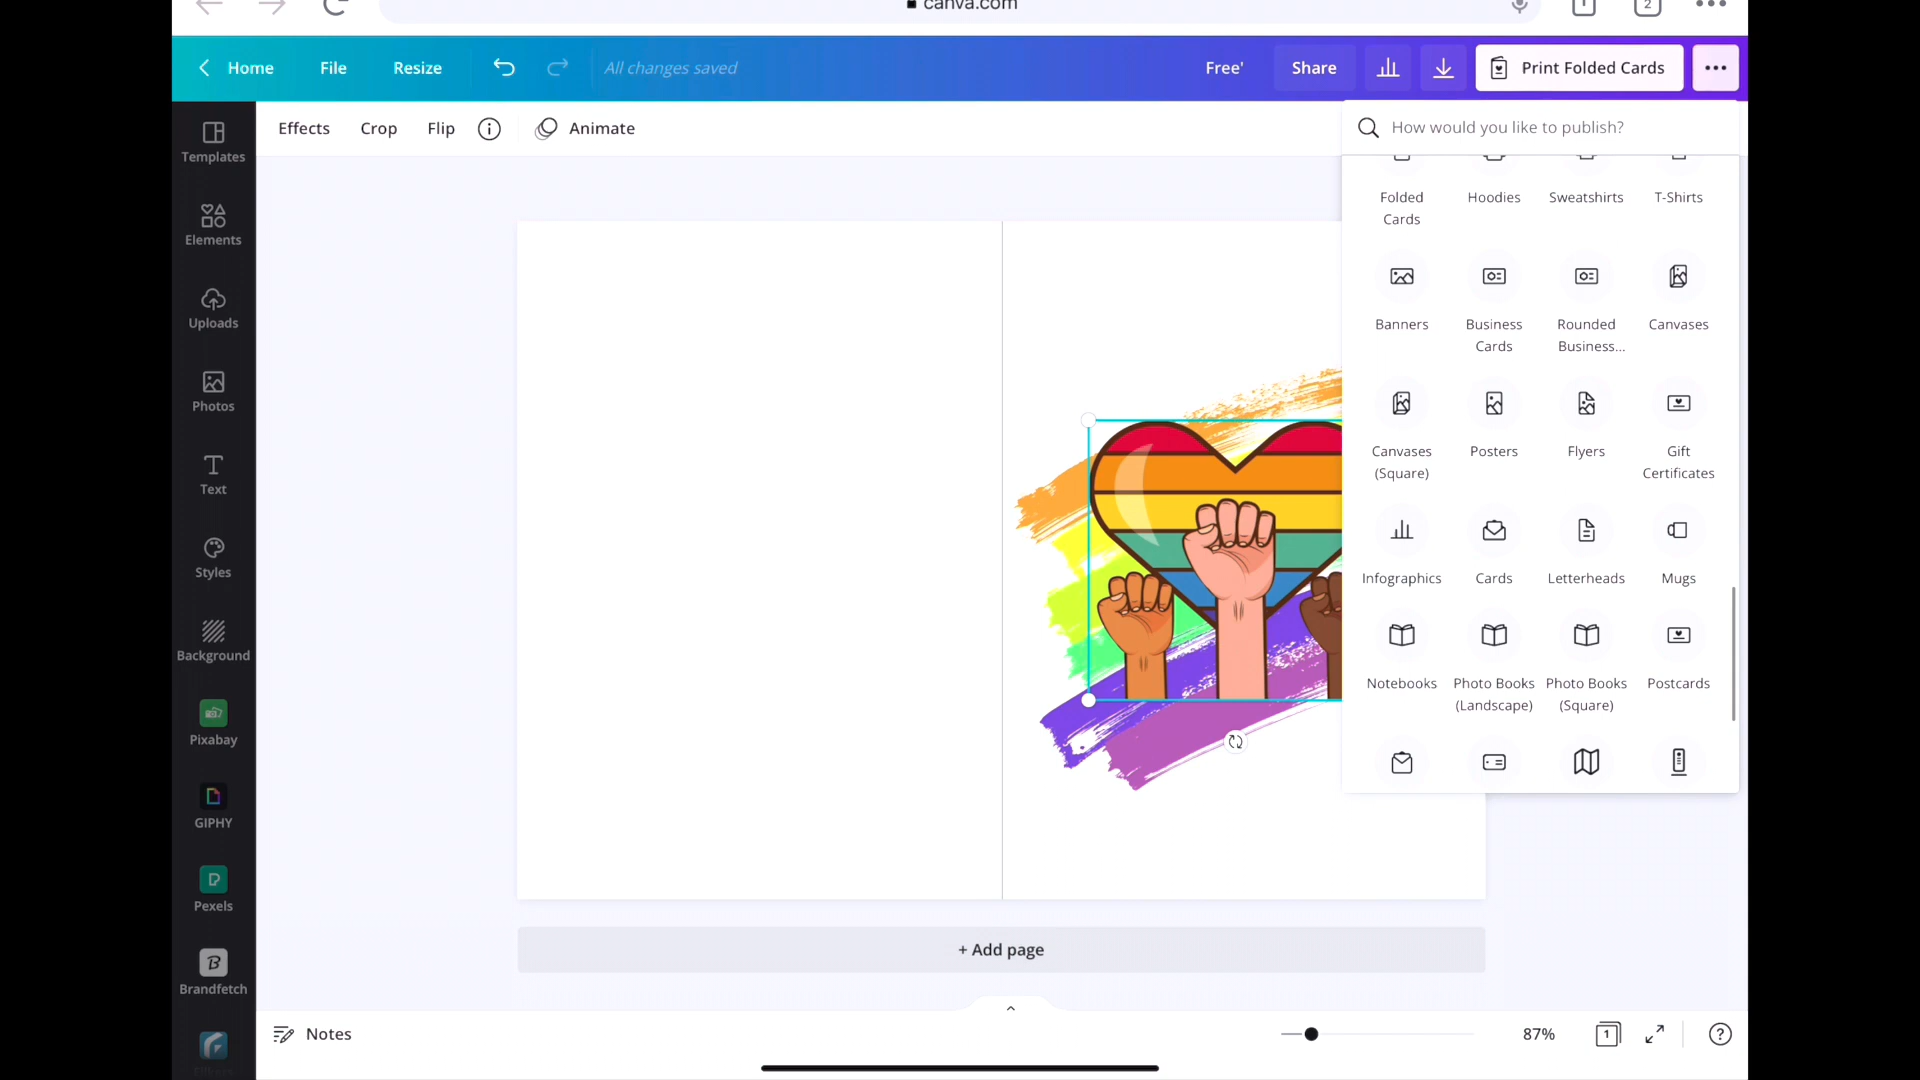 canva.com
2
Home
File
Resize
All changes saved
Free'
Share
Print Folded Cards
Effects
Crop
Flip
Animate
How would you like to publish?
Templates
Elements
Uploads
Photos
Text
Styles
Background
Pixabay
GIPHY
Pexels
Brandfetch
Folded
Cards
Hoodies
Sweatshirts
T-Shirts
Banners
Business
Cards
Rounded
Business...
Canvases
Canvases
(Square)
Posters
Flyers
Gift
Certificates
Infographics
Cards
Letterheads
Mugs
Notebooks
Photo Books
(Landscape)
Photo Books
(Square)
Postcards
+ Add page
Notes
87%
1
?